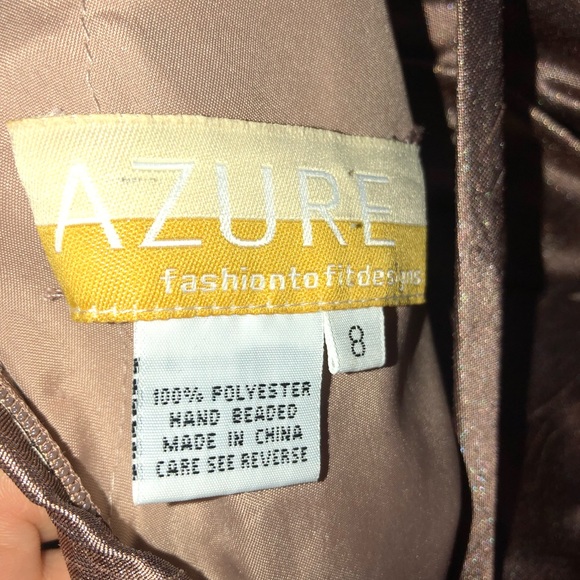 AZURE
fashiontofitdesigns
8
100% POLYESTER
HAND BEADED
MADE IN CHINA
CARE SEE REVERSE